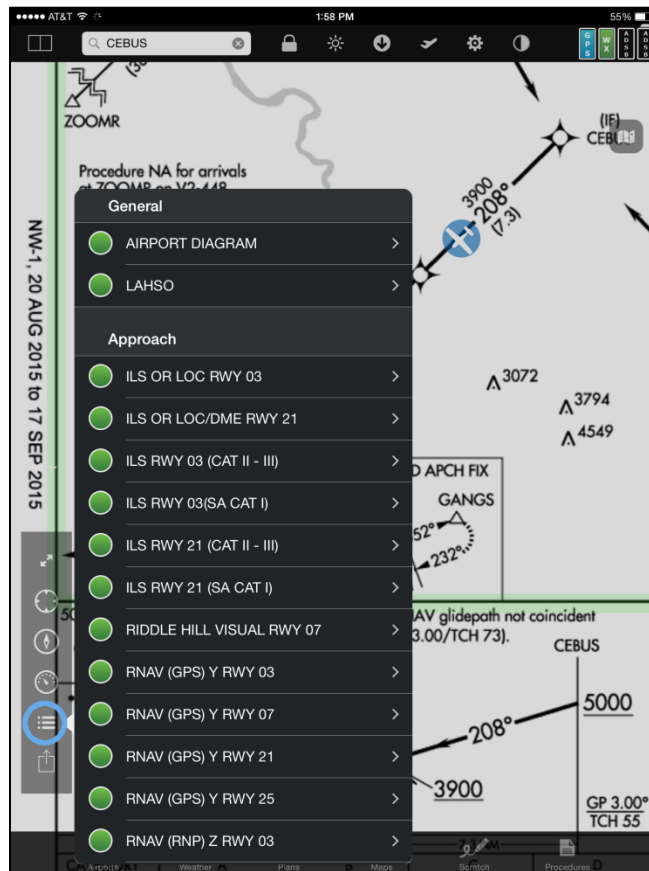 AT&T
1:58 PM
55%
CEBUS
GPS
WX
ADSB
ADSB
ZOOMR
(IF)
Procedure NA for arrivals
3900
208°
(7.3)
NW-1, 20 AUG 2015 to 17 SEP 2015
General
AIRPORT DIAGRAM
LAHSO
Approach
ILS OR LOC RWY 03
ILS OR LOC/DME RWY 21
ILS RWY 03 (CAT II - III)
ILS RWY 03(SA CAT I)
ILS RWY 21 (CAT II - III)
ILS RWY 21 (SA CAT I)
RIDDLE HILL VISUAL RWY 07
RNAV (GPS) Y RWY 03
RNAV (GPS) Y RWY 07
RNAV (GPS) Y RWY 21
RNAV (GPS) Y RWY 25
RNAV (RNP) Z RWY 03
3072
3794
4549
D APCH FIX
GANGS
52°
232°
AV glidepath not coincident
3.00/TCH 73).
CEBUS
5000
208°
3900
GP 3.00°
TCH 55
Airports
Weather
Plans
Maps
Scratch
Procedures